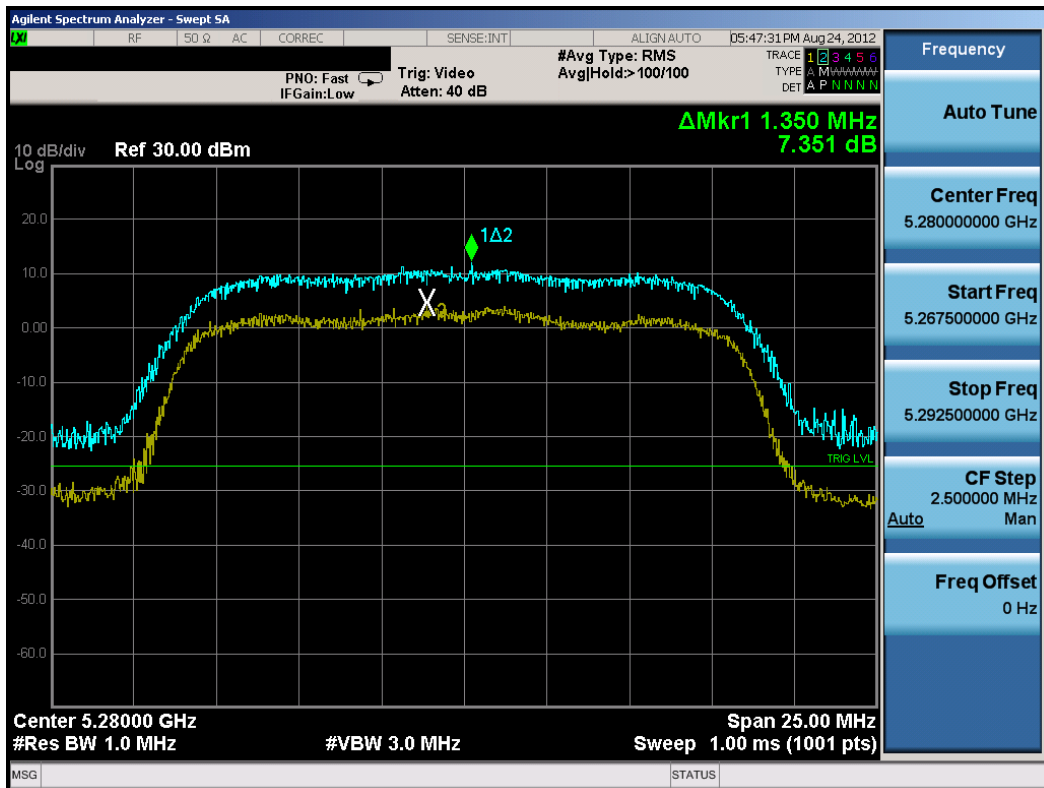 Agilent Spectrum Analyzer - Swept SA
LXI RF 50 Ω AC CORREC SENSE:INT ALIGN AUTO 05:47:31 PM Aug 24, 2012
PNO: Fast
IFGain:Low
Trig: Video
Atten: 40 dB
#Avg Type: RMS
Avg|Hold:>100/100
TRACE 1 2 3 4 5 6
TYPE A M W W W W
DET A P N N N N
ΔMkr1 1.350 MHz
7.351 dB
10 dB/div
Log
Ref 30.00 dBm
20.0
10.0
0.00
-10.0
-20.0
-30.0
-40.0
-50.0
-60.0
1Δ2
X2
TRIG LVL
Center 5.28000 GHz
Span 25.00 MHz
#Res BW 1.0 MHz
#VBW 3.0 MHz
Sweep 1.00 ms (1001 pts)
MSG
STATUS
Frequency
Auto Tune
Center Freq
5.280000000 GHz
Start Freq
5.267500000 GHz
Stop Freq
5.292500000 GHz
CF Step
2.500000 MHz
Auto Man
Freq Offset
0 Hz